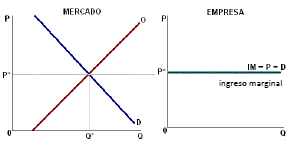 MERCADO
EMPRESA
P
O
P
P*
P*
IM = P = D
ingreso marginal
D
0
Q*
Q
0
Q